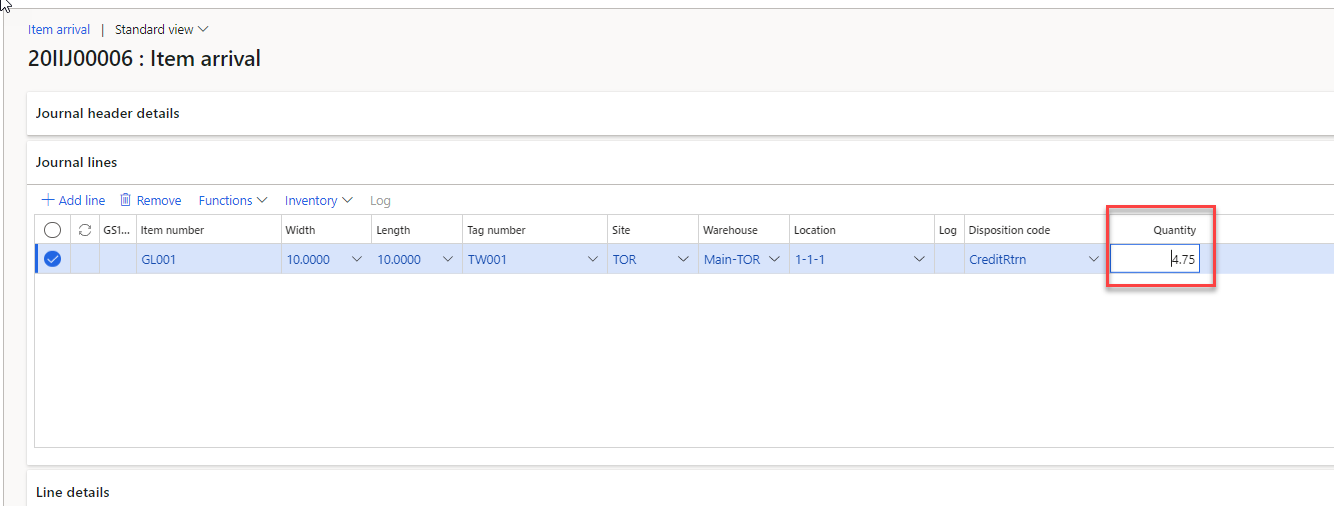 Item arrival | Standard view
20IIJ00006 : Item arrival
Journal header details
Journal lines
Add line Remove Functions Inventory Log
GS1... Item number Width Length Tag number Site Warehouse Location Log Disposition code Quantity
GL001 10.0000 10.0000 TW001 TOR Main-TOR 1-1-1 CreditRtrn 4.75
Line details